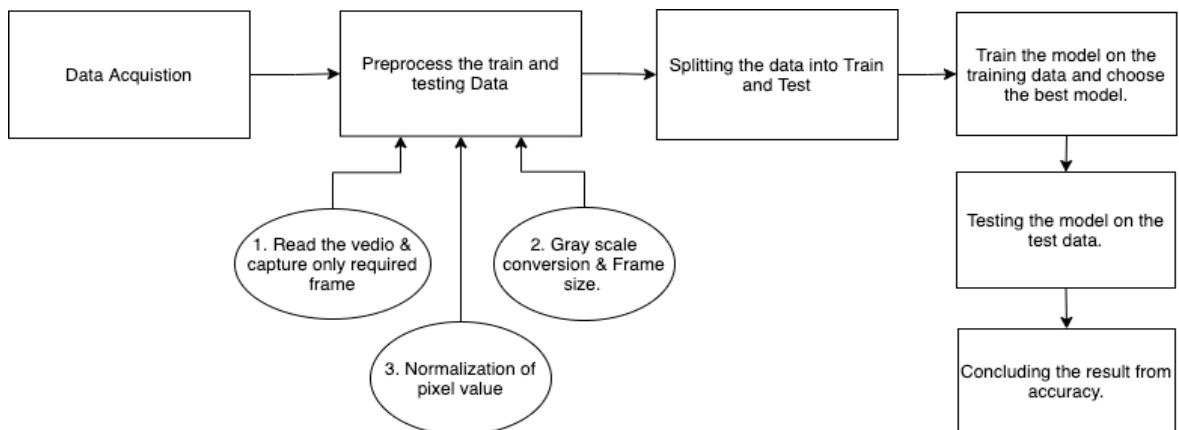 Data Acquistion
Preprocess the train and
testing Data
Splitting the data into Train
and Test
Train the model on the
training data and choose
the best model.
1. Read the vedio &
capture only required
frame
2. Gray scale
conversion & Frame
size.
3. Normalization of
pixel value
Testing the model on the
test data.
Concluding the result from
accuracy.